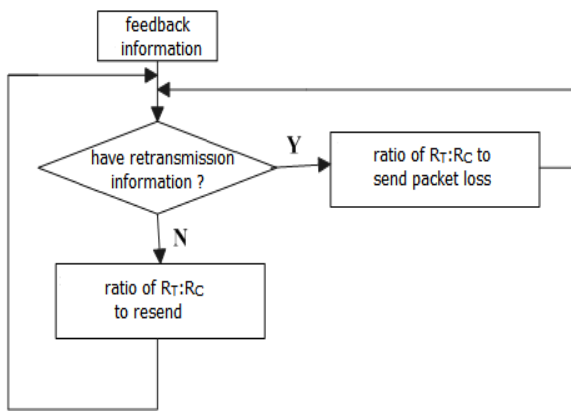 feedback
information
have retransmission
information ?
Y
ratio of RT:RC to
send packet loss
N
ratio of RT:RC
to resend